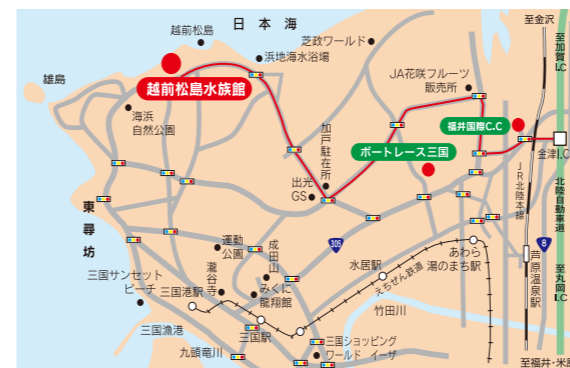 日本海
越前松島
芝政ワールド
浜地海水浴場
至金沢
至加賀I.C
雄島
越前松島水族館
JA花咲フルーツ
販売所
海浜
自然公園
加戸駐在所
福井国際C.C
ボートレース三国
金津I.C
出光
GS
JR北陸本線
北陸自動車道
東尋坊
運動
公園
成田山
305
8
あわら
湯のまち駅
水居駅
えちぜん鉄道
芦原温泉駅
至丸岡I.C
三国サンセット
ビーチ
瀧谷寺
三国港駅
みくに
龍翔館
竹田川
三国漁港
三国駅
三国ショッピング
ワールド イーザ
九頭竜川
至福井・米原